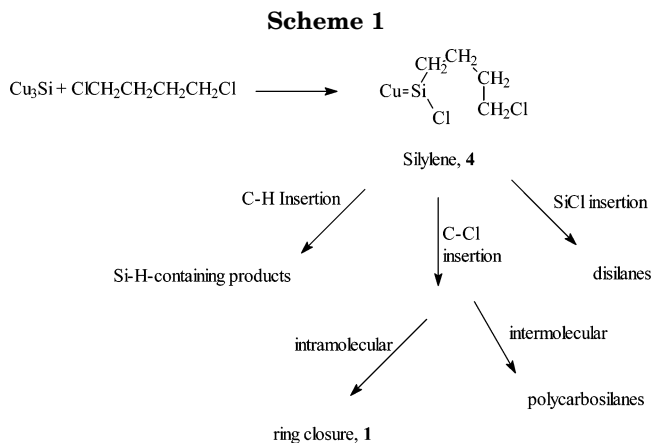 Scheme 1
Cu3Si + ClCH2CH2CH2CH2Cl
CH2
CH2
CH2
CH2Cl
Cu=Si
Cl
Silylene, 4
C-H Insertion
SiCl insertion
C-Cl
insertion
Si-H-containing products
disilanes
intramolecular
intermolecular
polycarbosilanes
ring closure, 1